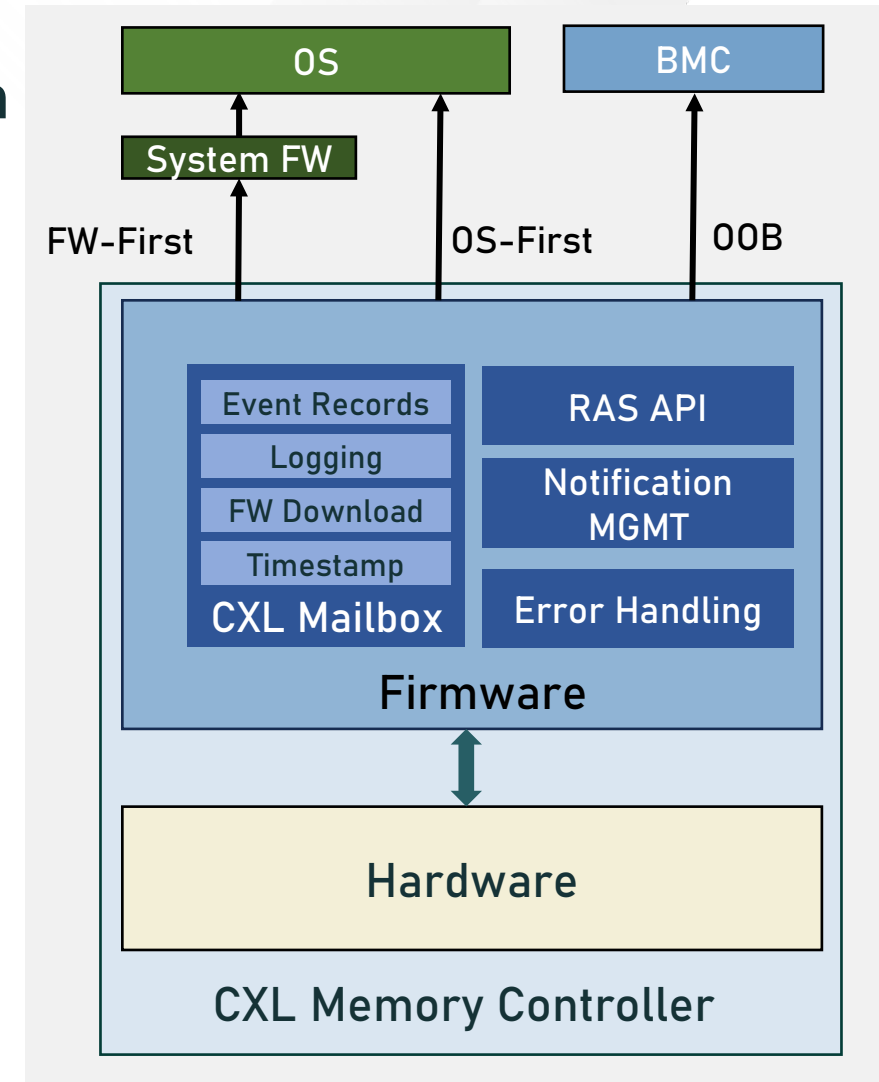 OS
BMC
System FW
FW-First
OS-First
OOB
Event Records
Logging
FW Download
Timestamp
CXL Mailbox
RAS API
Notification
MGMT
Error Handling
Firmware
Hardware
CXL Memory Controller